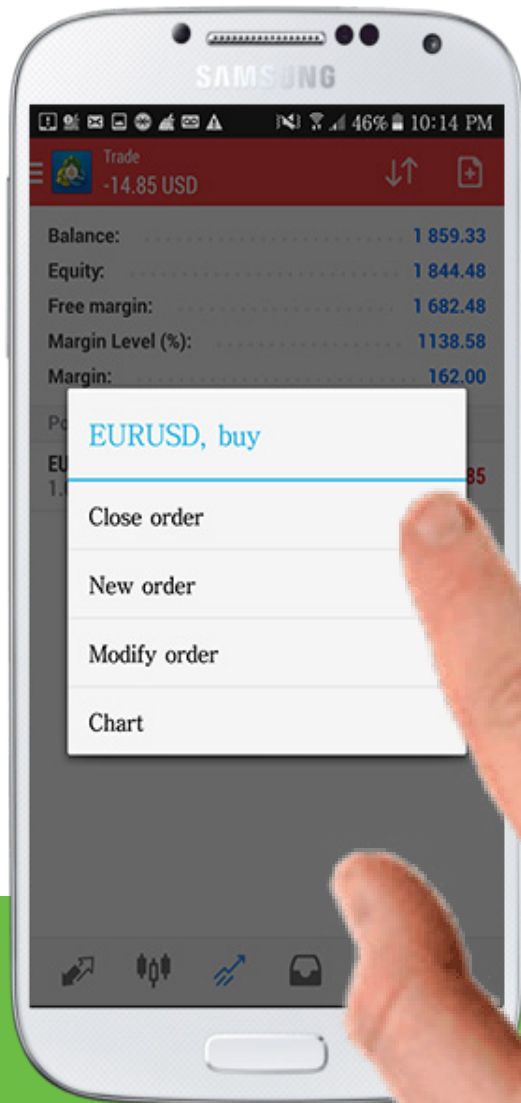 SAMSUNG
46% 10:14 PM
Trade
-14.85 USD
Balance: 1 859.33
Equity: 1 844.48
Free margin: 1 682.48
Margin Level (%): 1138.58
Margin: 162.00
EURUSD, buy
Close order
New order
Modify order
Chart